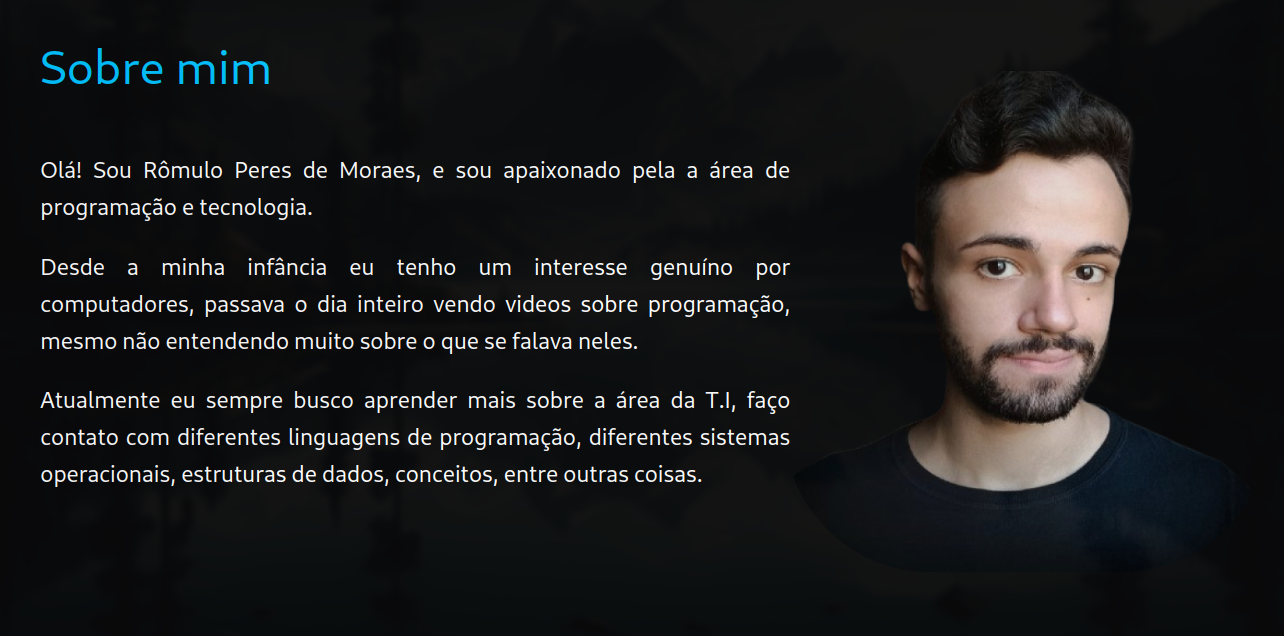 Sobre mim
Olá! Sou Rômulo Peres de Moraes, e sou apaixonado pela a área de
programação e tecnologia.
Desde a minha infância eu tenho um interesse genuíno por
computadores, passava o dia inteiro vendo videos sobre programação,
mesmo não entendendo muito sobre o que se falava neles.
Atualmente eu sempre busco aprender mais sobre a área da T.I, faço
contato com diferentes linguagens de programação, diferentes sistemas
operacionais, estruturas de dados, conceitos, entre outras coisas.